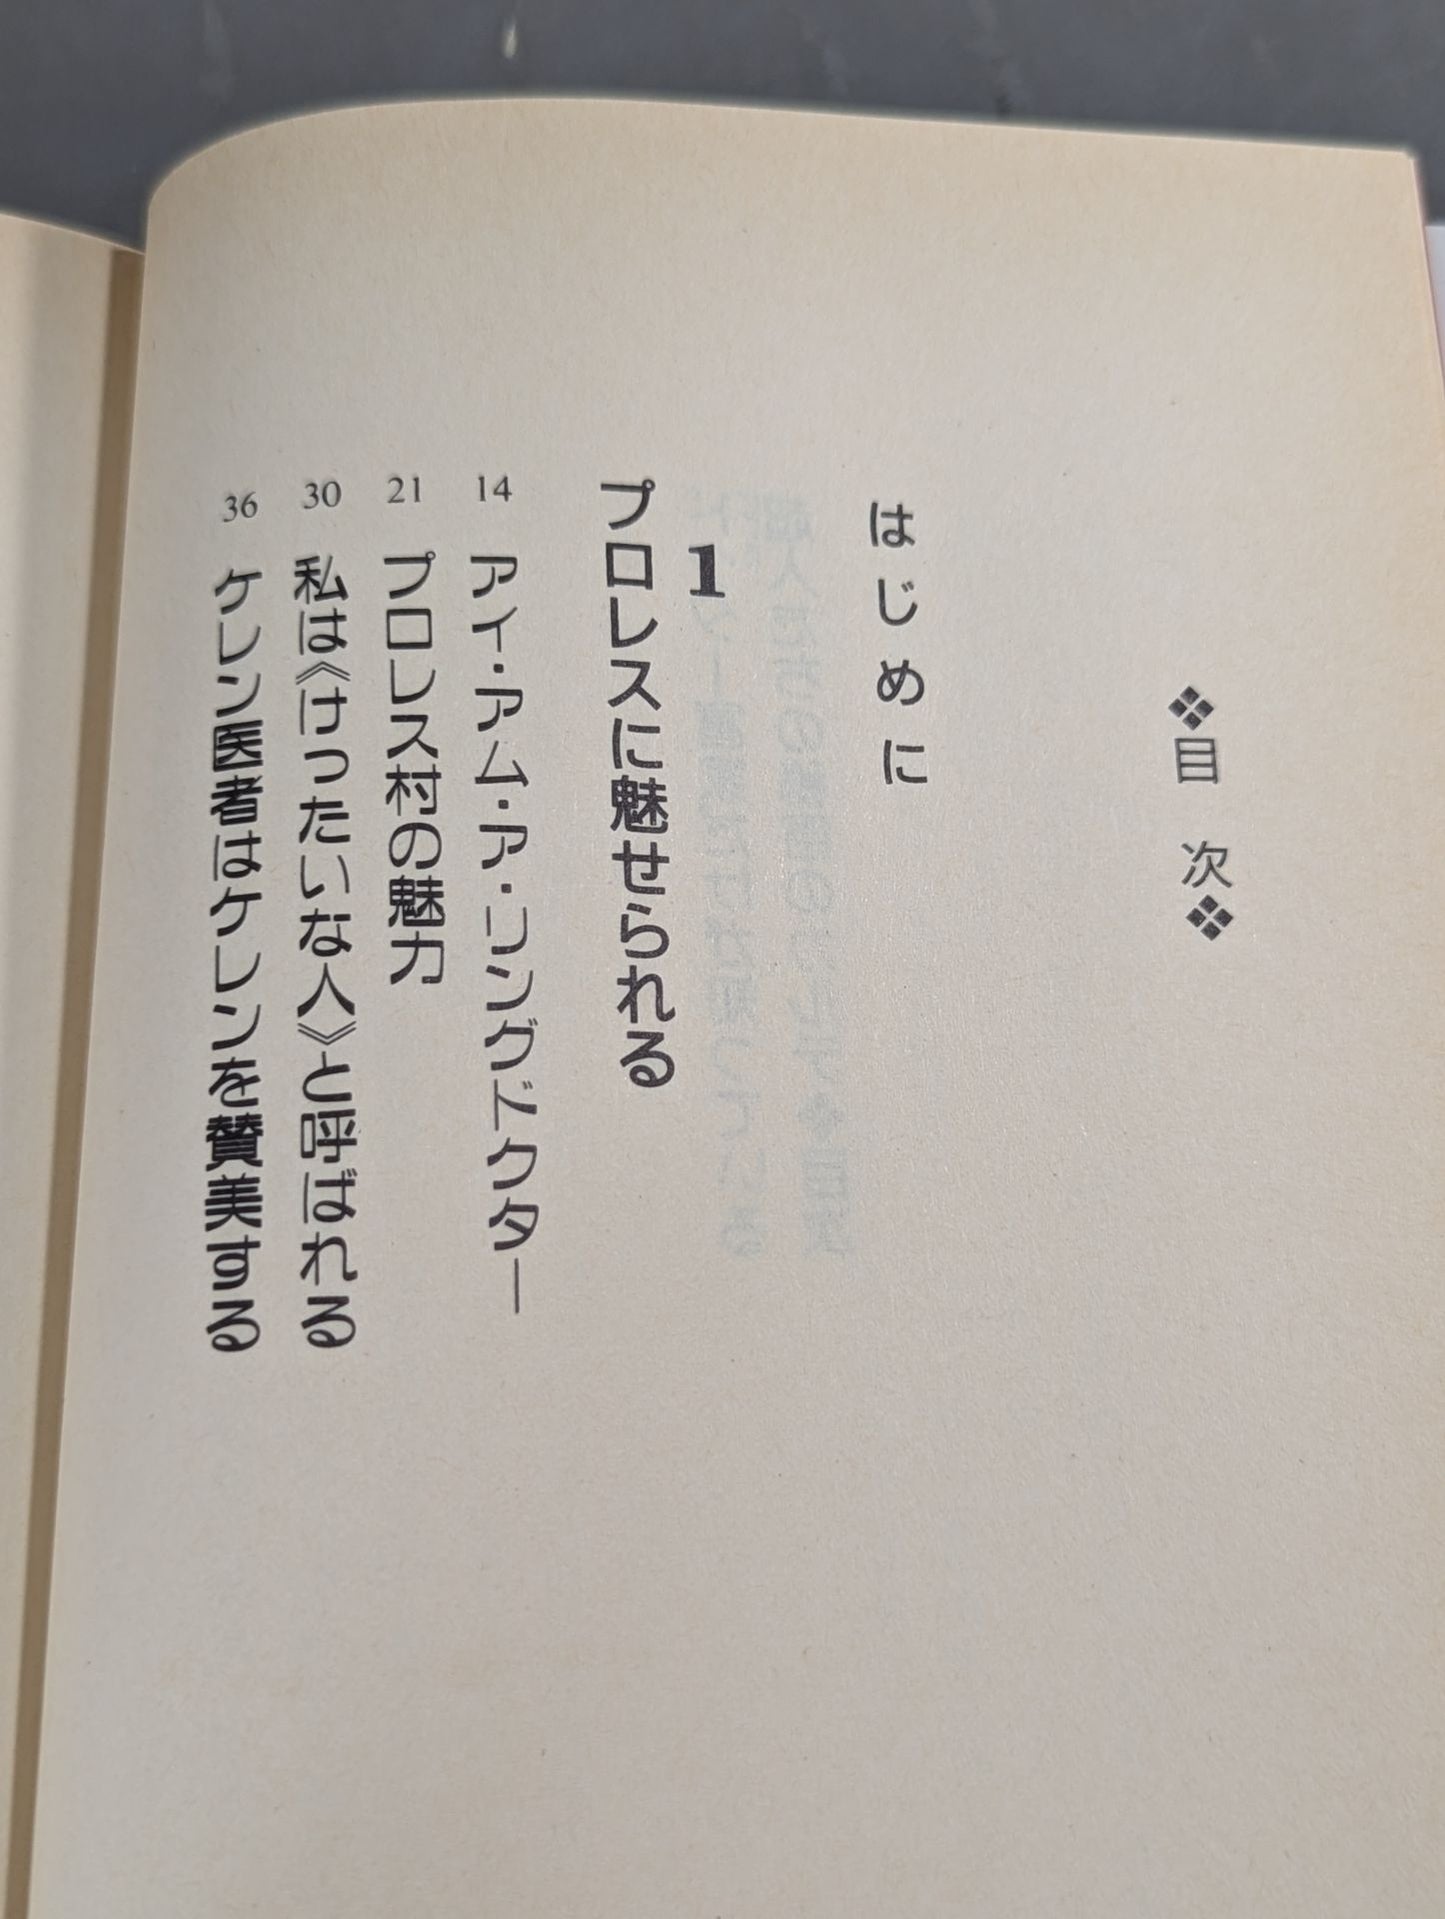 ❖目次❖
はじめに
1
プロレスに魅せられる
14 アイ・アム・ア・リングドクター
21 プロレス村の魅力
30 私は《けったいな人》と呼ばれる
36 ケレン医者はケレンを賛美する